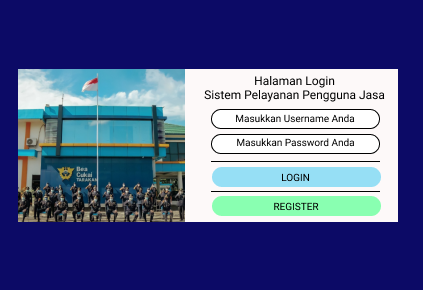 Halaman Login
Sistem Pelayanan Pengguna Jasa
Masukkan Username Anda
Masukkan Password Anda
LOGIN
REGISTER
Bea
Cukai
TARAKAN